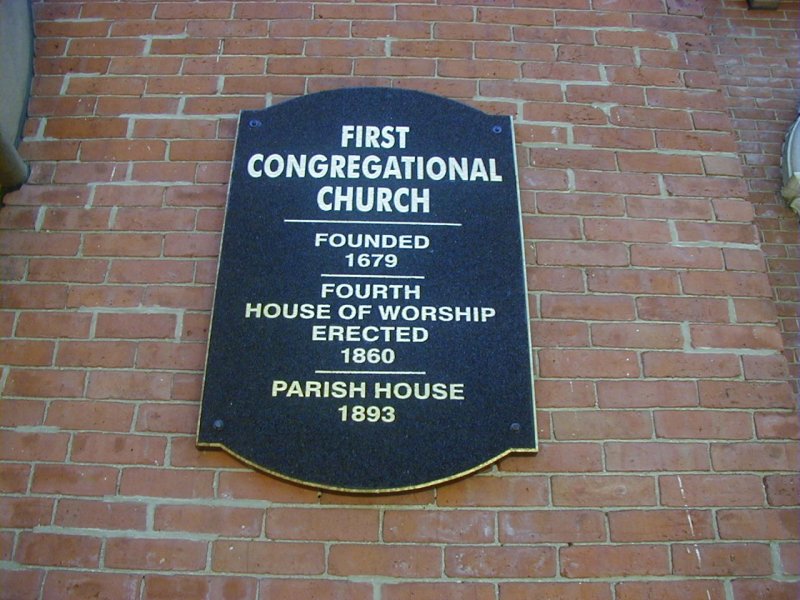 FIRST
CONGREGATIONAL
CHURCH
FOUNDED
1679
FOURTH
HOUSE OF WORSHIP
ERECTED
1860
PARISH HOUSE
1893